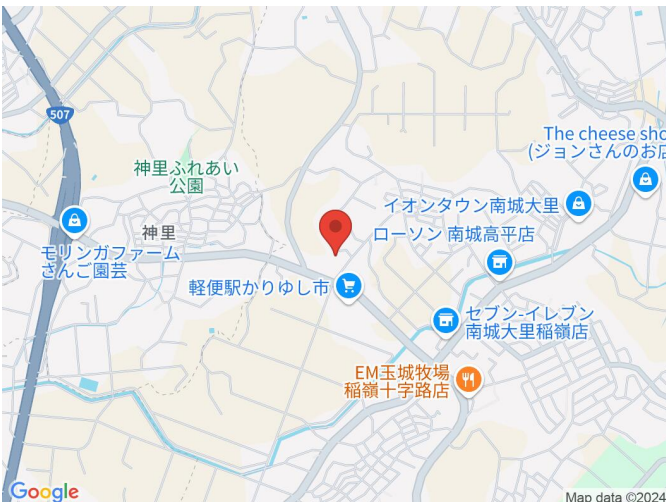 507
The cheese sho
(ジョンさんのお店
神里ふれあい
公園
イオンタウン南城大里
神里
ローソン 南城高平店
モリンガファーム
さんご園芸
軽便駅かりゆし市
セブン-イレブン
南城大里稲嶺店
EM玉城牧場
稲嶺十字路店
Google
Map data ©2024